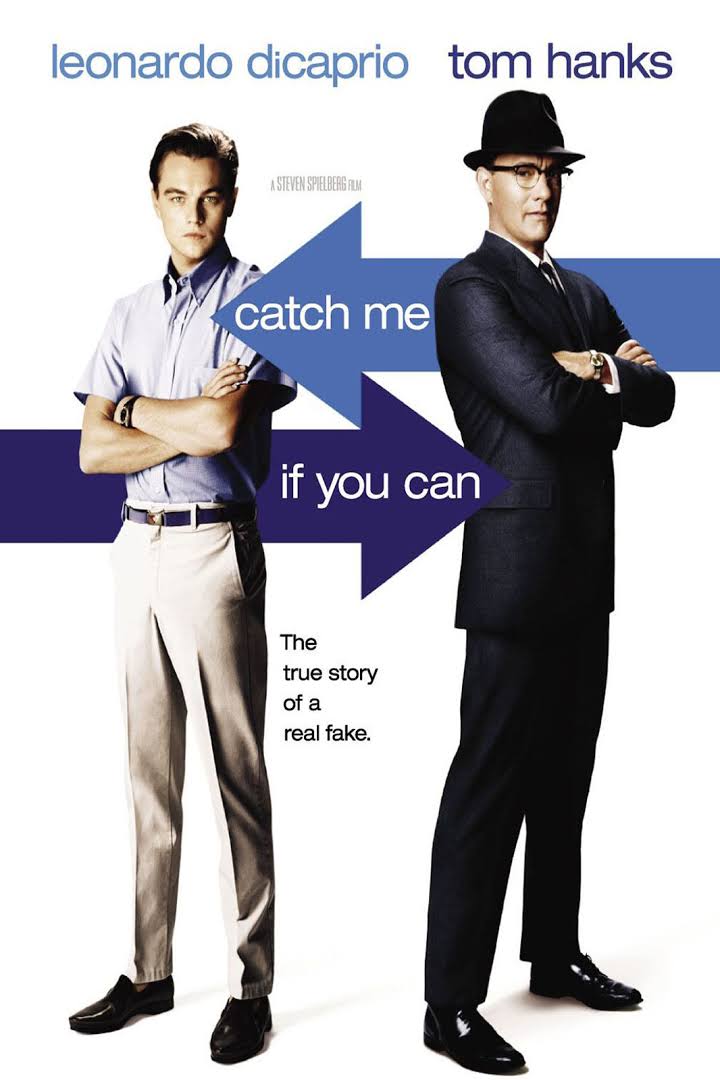 leonardo dicaprio tom hanks
A STEVEN SPIELBERG FILM
catch me
if you can
The
true story
of a
real fake.